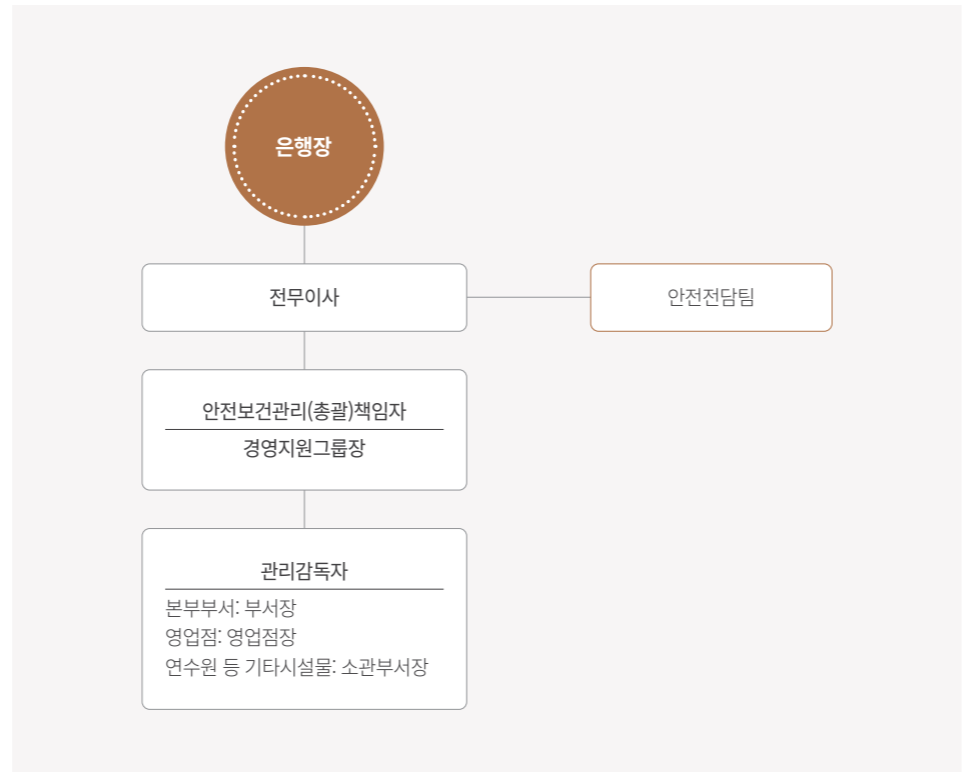 은행장
전무이사
안전전담팀
안전보건관리(총괄)책임자
경영지원그룹장
관리감독자
본부부서: 부서장
영업점: 영업점장
연수원 등 기타시설물: 소관부서장